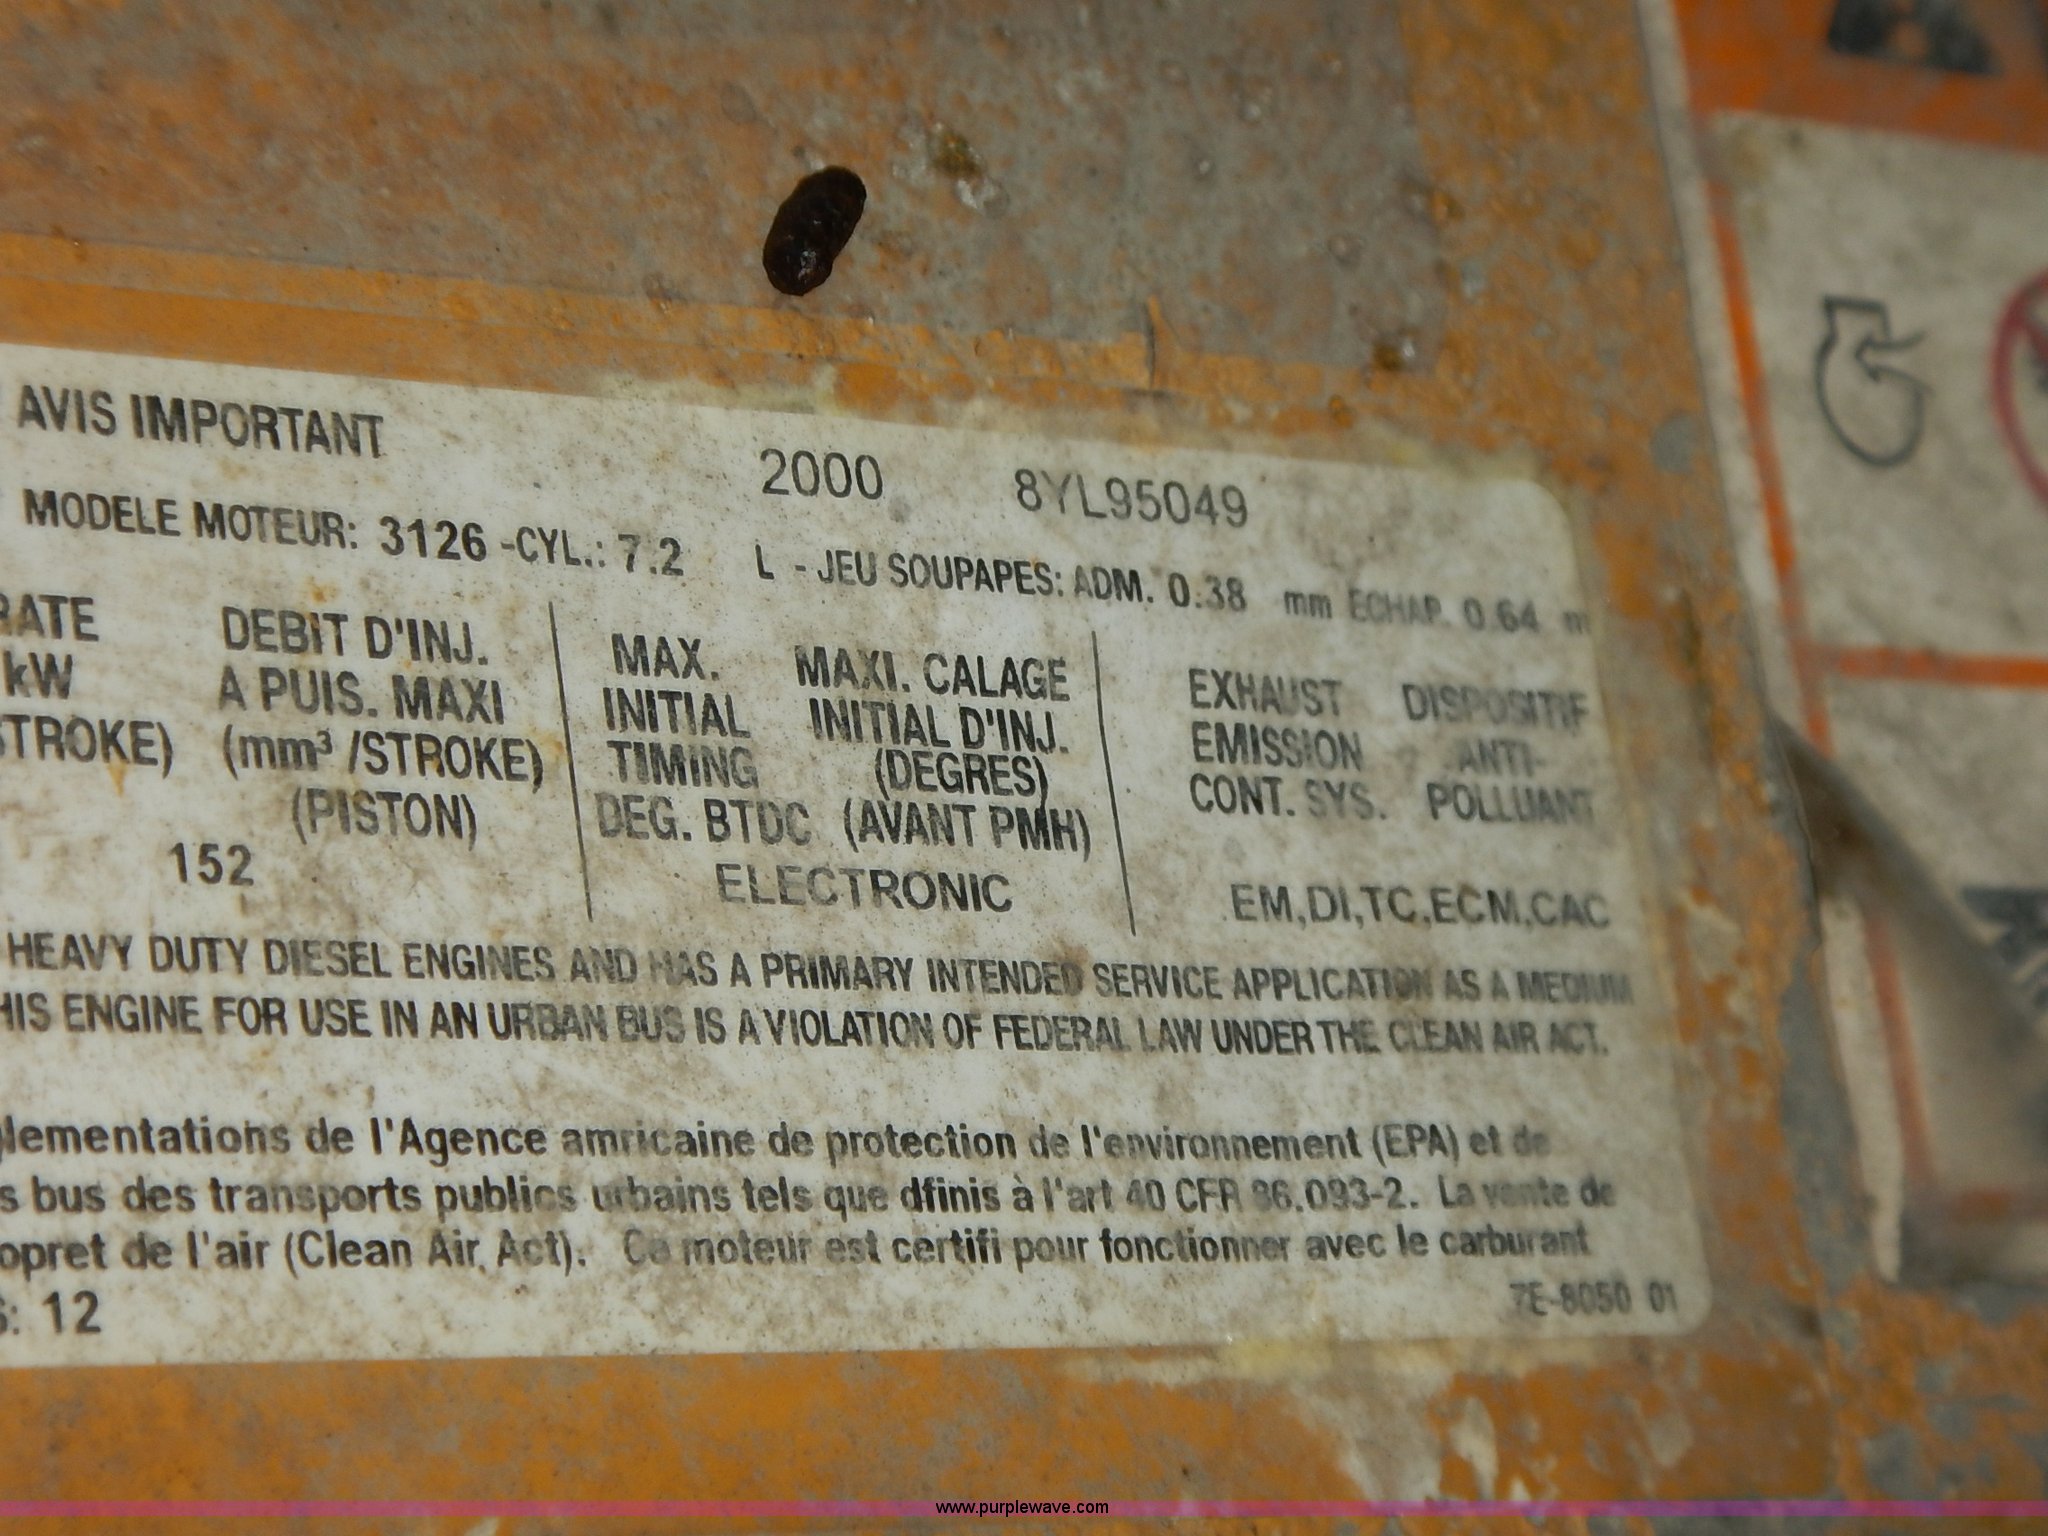 AVIS IMPORTANT
2000 8YL95049
MODELE MOTEUR: 3126 -CYL.: 7.2 L - JEU SOUPAPES: ADM. 0.38 mm ECHAP. 0.64
RATE DEBIT D'INJ. MAX. MAXI. CALAGE EXHAUST DISPOSITIF
kW A PUIS. MAXI INITIAL INITIAL D'INJ. EMISSION ANTI-
STROKE) (mm³ /STROKE) TIMING (DEGRES) CONT. SYS. POLLUANT
(PISTON) DEG. BTDC (AVANT PMH)
152 ELECTRONIC EM,DI,TC,ECM,CAC
HEAVY DUTY DIESEL ENGINES AND HAS A PRIMARY INTENDED SERVICE APPLICATION AS A MEDIUM
HIS ENGINE FOR USE IN AN URBAN BUS IS A VIOLATION OF FEDERAL LAW UNDER THE CLEAN AIR ACT.
glementations de l'Agence amricaine de protection de l'environnement (EPA) et de
s bus des transports publics urbains tels que dfinis à l'art 40 CFR 86.093-2. La vente de
opret de l'air (Clean Air Act). Ce moteur est certifi pour fonctionner avec le carburant
S: 12
7E-8050 01
www.purplewave.com